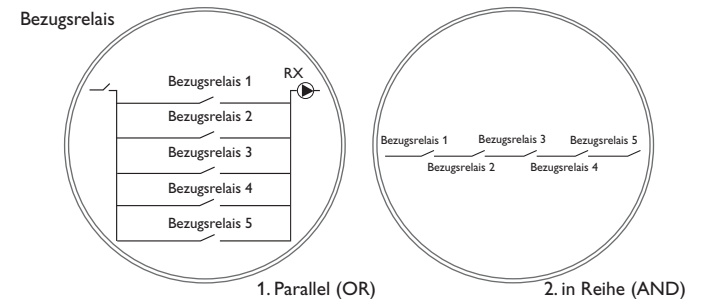 Bezugsrelais
RX
Bezugsrelais 1
Bezugsrelais 2
Bezugsrelais 3
Bezugsrelais 4
Bezugsrelais 5
1. Parallel (OR)
Bezugsrelais 1
Bezugsrelais 3
Bezugsrelais 5
Bezugsrelais 2
Bezugsrelais 4
2. in Reihe (AND)